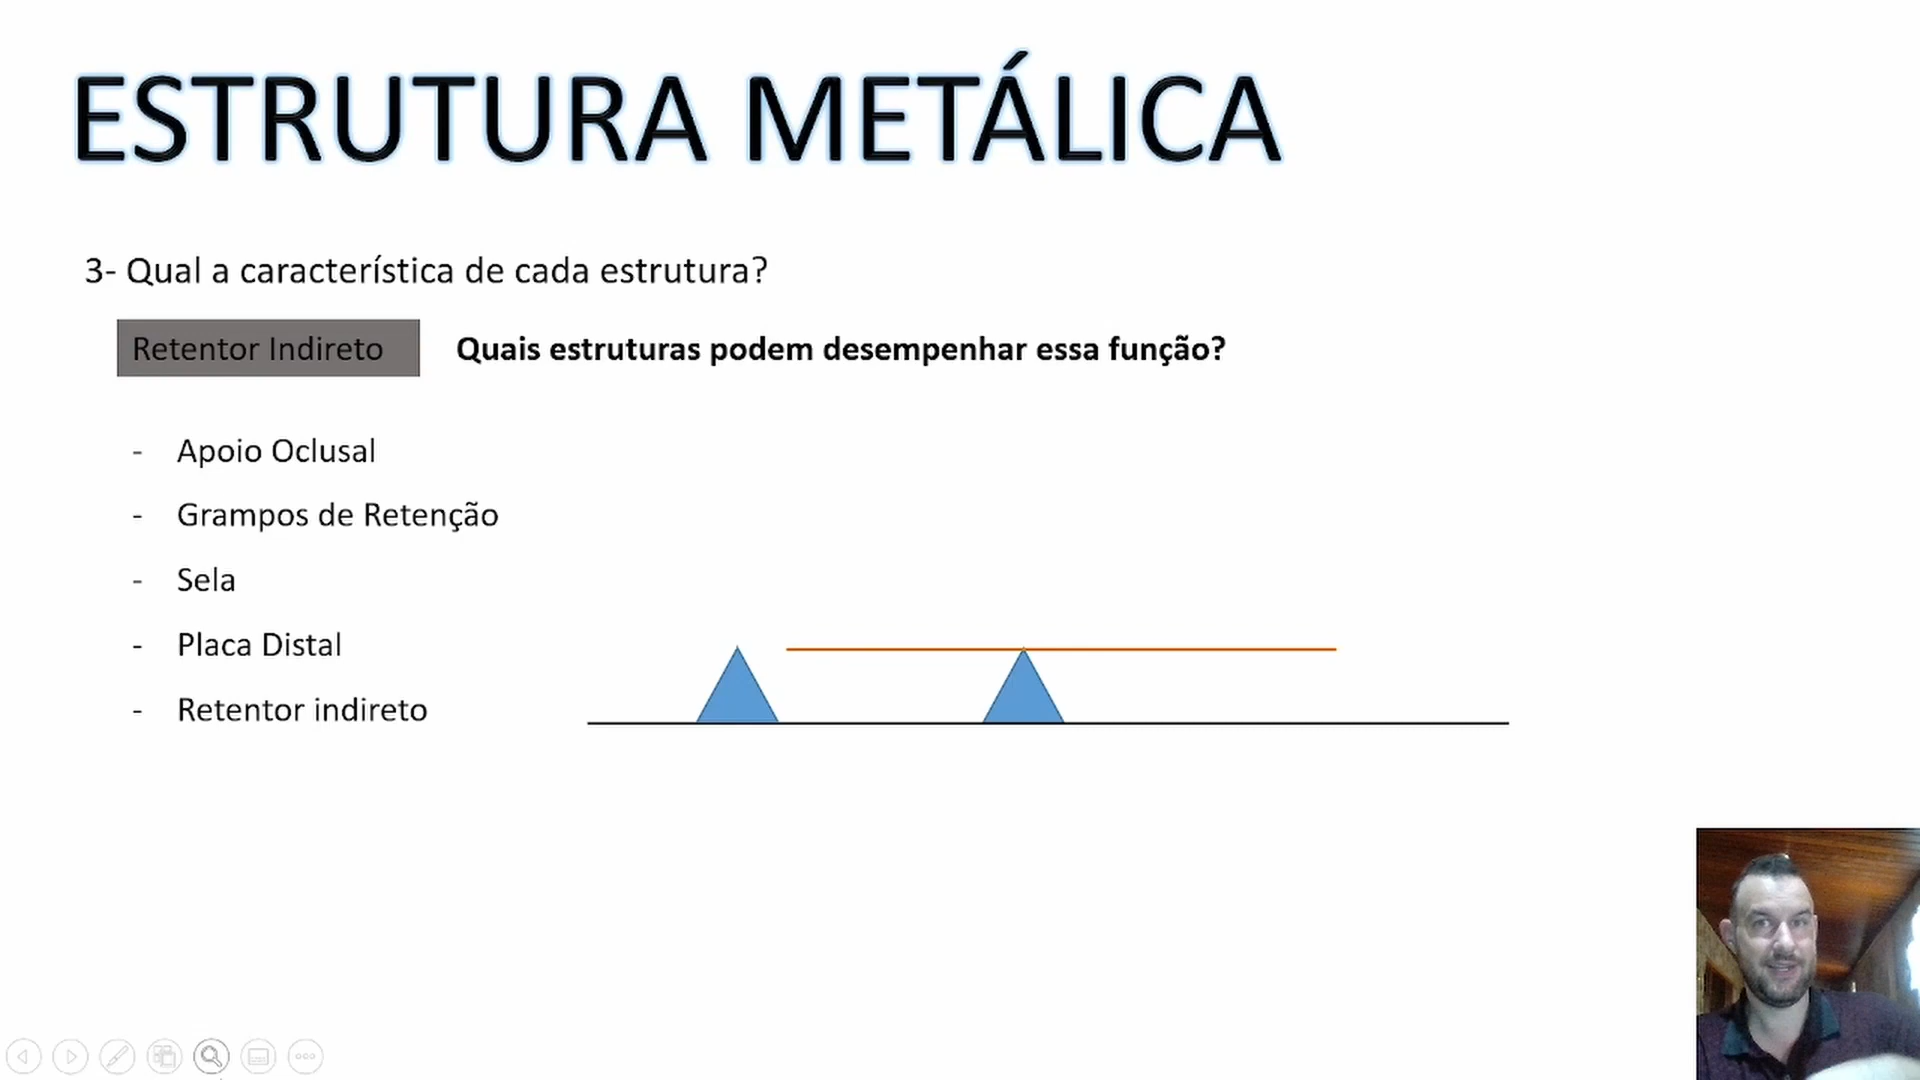 ESTRUTURA METÁLICA
3- Qual a característica de cada estrutura?
Retentor Indireto
Quais estruturas podem desempenhar essa função?
- Apoio Oclusal
- Grampos de Retenção
- Sela
- Placa Distal
- Retentor indireto